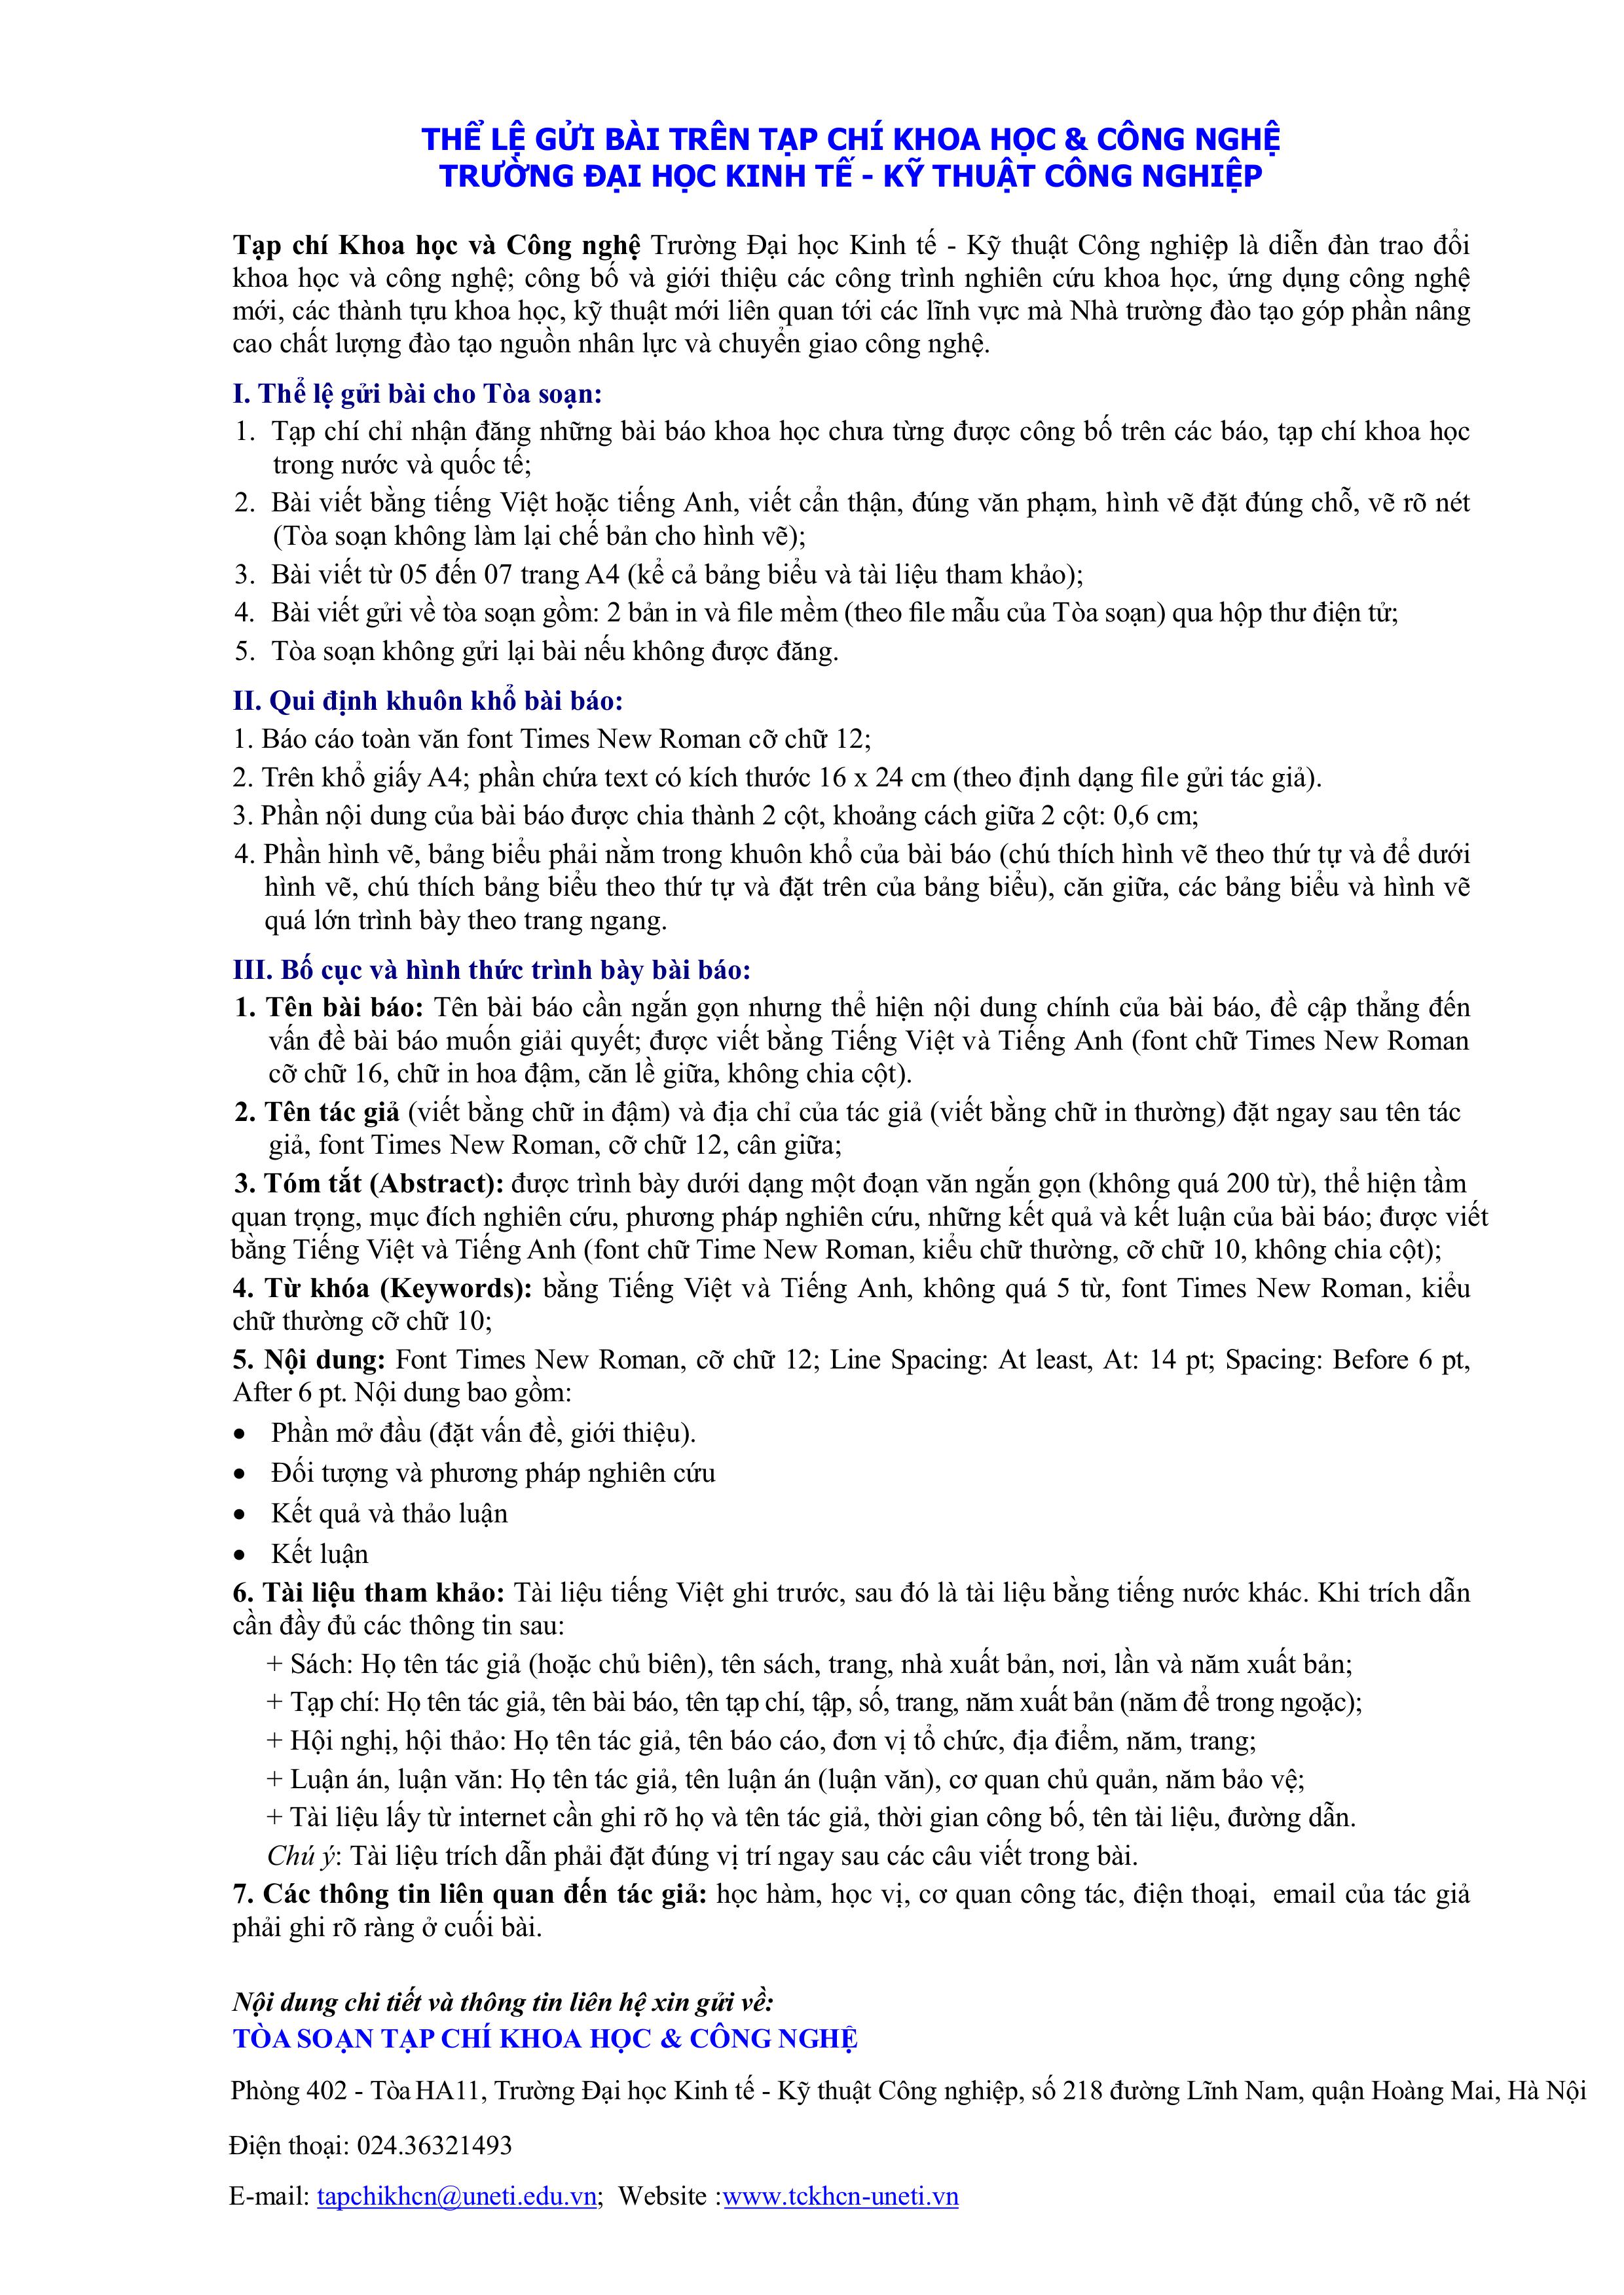 THỂ LỆ GỬI BÀI TRÊN TẠP CHÍ KHOA HỌC & CÔNG NGHỆ
TRƯỜNG ĐẠI HỌC KINH TẾ - KỸ THUẬT CÔNG NGHIỆP
Tạp chí Khoa học và Công nghệ Trường Đại học Kinh tế - Kỹ thuật Công nghiệp là diễn đàn trao đổi
khoa học và công nghệ; công bố và giới thiệu các công trình nghiên cứu khoa học, ứng dụng công nghệ
mới, các thành tựu khoa học, kỹ thuật mới liên quan tới các lĩnh vực mà Nhà trường đào tạo góp phần nâng
cao chất lượng đào tạo nguồn nhân lực và chuyển giao công nghệ.
I. Thể lệ gửi bài cho Tòa soạn:
1. Tạp chí chỉ nhận đăng những bài báo khoa học chưa từng được công bố trên các báo, tạp chí khoa học
trong nước và quốc tế;
2. Bài viết bằng tiếng Việt hoặc tiếng Anh, viết cẩn thận, đúng văn phạm, hình vẽ đặt đúng chỗ, vẽ rõ nét
(Tòa soạn không làm lại chế bản cho hình vẽ);
3. Bài viết từ 05 đến 07 trang A4 (kể cả bảng biểu và tài liệu tham khảo);
4. Bài viết gửi về tòa soạn gồm: 2 bản in và file mềm (theo file mẫu của Tòa soạn) qua hộp thư điện tử;
5. Tòa soạn không gửi lại bài nếu không được đăng.
II. Qui định khuôn khổ bài báo:
1. Báo cáo toàn văn font Times New Roman cỡ chữ 12;
2. Trên khổ giấy A4; phần chứa text có kích thước 16 x 24 cm (theo định dạng file gửi tác giả).
3. Phần nội dung của bài báo được chia thành 2 cột, khoảng cách giữa 2 cột: 0,6 cm;
4. Phần hình vẽ, bảng biểu phải nằm trong khuôn khổ của bài báo (chú thích hình vẽ theo thứ tự và để dưới
hình vẽ, chú thích bảng biểu theo thứ tự và đặt trên của bảng biểu), căn giữa, các bảng biểu và hình vẽ
quá lớn trình bày theo trang ngang.
III. Bố cục và hình thức trình bày bài báo:
1. Tên bài báo: Tên bài báo cần ngắn gọn nhưng thể hiện nội dung chính của bài báo, đề cập thẳng đến
vấn đề bài báo muốn giải quyết; được viết bằng Tiếng Việt và Tiếng Anh (font chữ Times New Roman
cỡ chữ 16, chữ in hoa đậm, căn lề giữa, không chia cột).
2. Tên tác giả (viết bằng chữ in đậm) và địa chỉ của tác giả (viết bằng chữ in thường) đặt ngay sau tên tác
giả, font Times New Roman, cỡ chữ 12, cân giữa;
3. Tóm tắt (Abstract): được trình bày dưới dạng một đoạn văn ngắn gọn (không quá 200 từ), thể hiện tầm
quan trọng, mục đích nghiên cứu, phương pháp nghiên cứu, những kết quả và kết luận của bài báo; được viết
bằng Tiếng Việt và Tiếng Anh (font chữ Time New Roman, kiểu chữ thường, cỡ chữ 10, không chia cột);
4. Từ khóa (Keywords): bằng Tiếng Việt và Tiếng Anh, không quá 5 từ, font Times New Roman, kiểu
chữ thường cỡ chữ 10;
5. Nội dung: Font Times New Roman, cỡ chữ 12; Line Spacing: At least, At: 14 pt; Spacing: Before 6 pt,
After 6 pt. Nội dung bao gồm:
• Phần mở đầu (đặt vấn đề, giới thiệu).
• Đối tượng và phương pháp nghiên cứu
• Kết quả và thảo luận
• Kết luận
6. Tài liệu tham khảo: Tài liệu tiếng Việt ghi trước, sau đó là tài liệu bằng tiếng nước khác. Khi trích dẫn
cần đầy đủ các thông tin sau:
+ Sách: Họ tên tác giả (hoặc chủ biên), tên sách, trang, nhà xuất bản, nơi, lần và năm xuất bản;
+ Tạp chí: Họ tên tác giả, tên bài báo, tên tạp chí, tập, số, trang, năm xuất bản (năm để trong ngoặc);
+ Hội nghị, hội thảo: Họ tên tác giả, tên báo cáo, đơn vị tổ chức, địa điểm, năm, trang;
+ Luận án, luận văn: Họ tên tác giả, tên luận án (luận văn), cơ quan chủ quản, năm bảo vệ;
+ Tài liệu lấy từ internet cần ghi rõ họ và tên tác giả, thời gian công bố, tên tài liệu, đường dẫn.
Chú ý: Tài liệu trích dẫn phải đặt đúng vị trí ngay sau các câu viết trong bài.
7. Các thông tin liên quan đến tác giả: học hàm, học vị, cơ quan công tác, điện thoại, email của tác giả
phải ghi rõ ràng ở cuối bài.
Nội dung chi tiết và thông tin liên hệ xin gửi về:
TÒA SOẠN TẠP CHÍ KHOA HỌC & CÔNG NGHỆ
Phòng 402 - Tòa HA11, Trường Đại học Kinh tế - Kỹ thuật Công nghiệp, số 218 đường Lĩnh Nam, quận Hoàng Mai, Hà Nội
Điện thoại: 024.36321493
E-mail: tapchikhcn@uneti.edu.vn; Website :www.tckhcn-uneti.vn